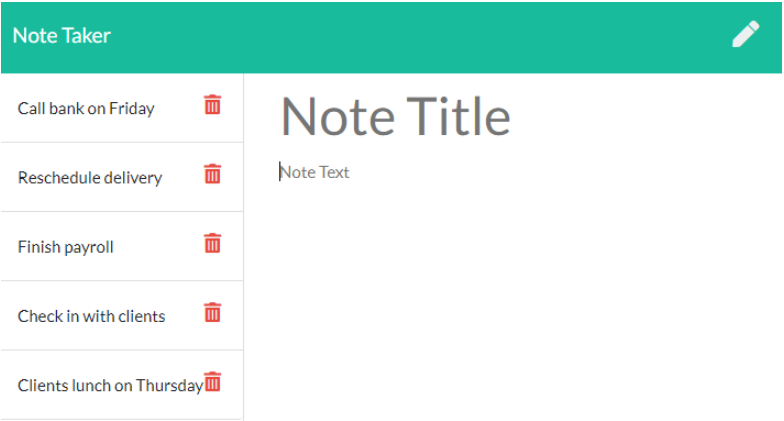 Note Taker
Call bank on Friday
Reschedule delivery
Finish payroll
Check in with clients
Clients lunch on Thursday
Note Title
Note Text